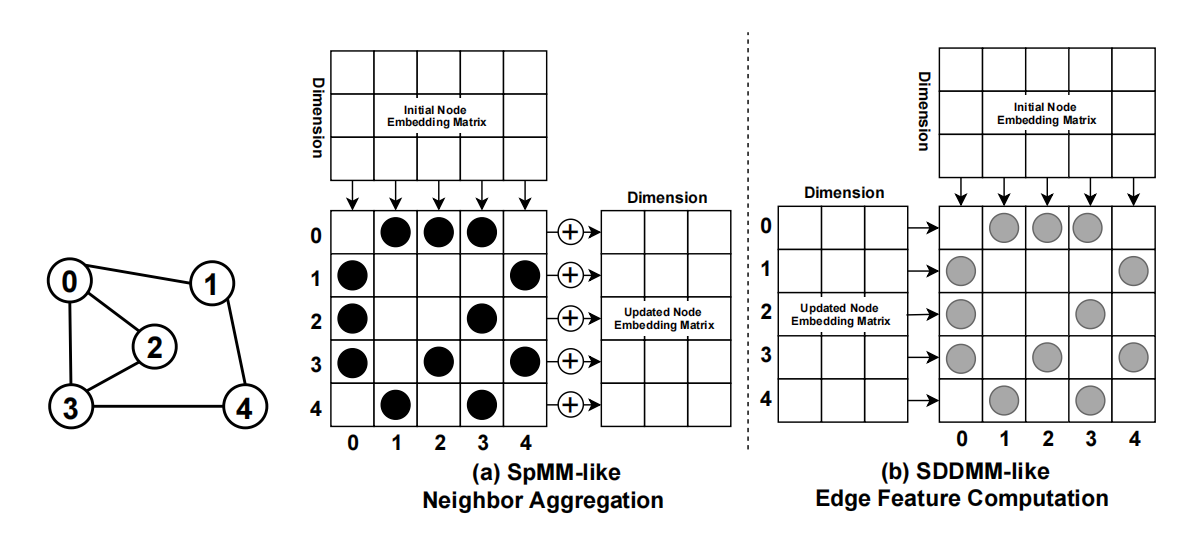 0
1
2
3
4
Dimension
Initial Node
Embedding Matrix
Dimension
0
1
2
3
4
+
+
+
+
+
Updated Node
Embedding Matrix
0 1 2 3 4
(a) SpMM-like
Neighbor Aggregation
Dimension
Initial Node
Embedding Matrix
Dimension
0
1
2
3
4
Updated Node
Embedding Matrix
0 1 2 3 4
(b) SDDMM-like
Edge Feature Computation